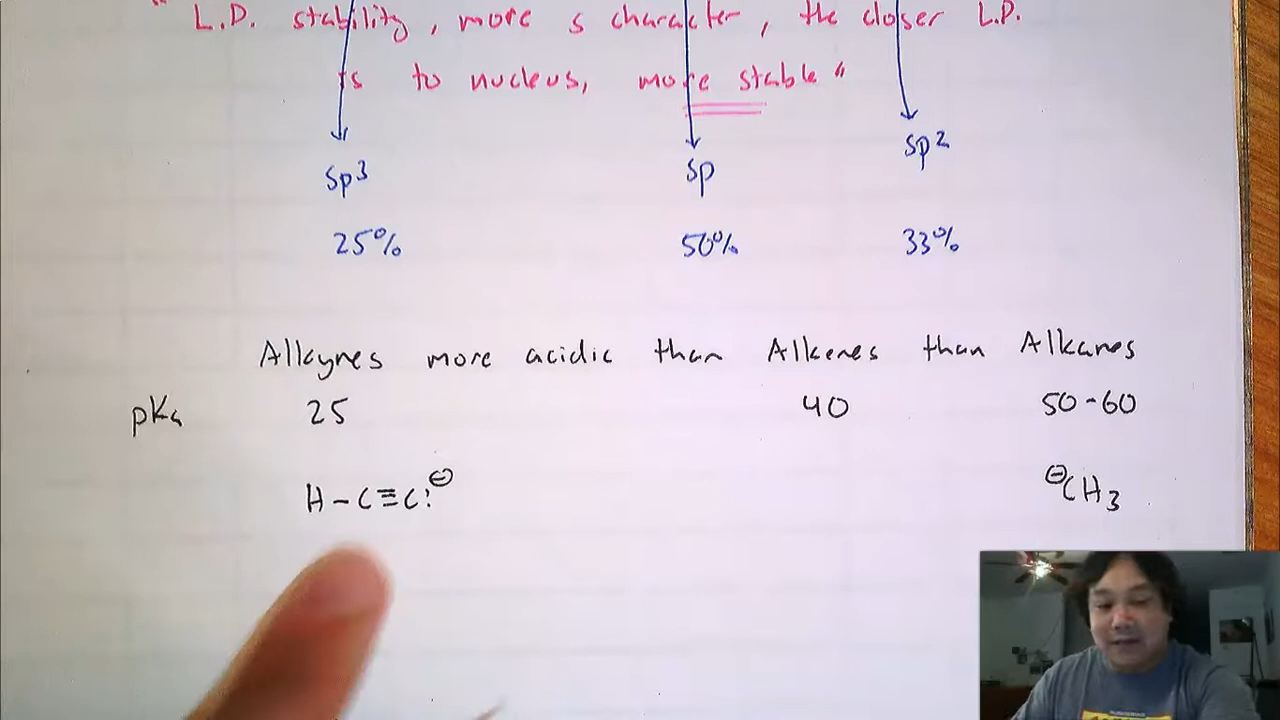 " L.P. stability, more s character, the closer L.P.
is to nucleus, more stable "
sp³ sp sp²
25% 50% 33%
Alkynes more acidic than Alkenes than Alkanes
pKa 25 40 50-60
H-C≡C:⊖ ⊖CH₃